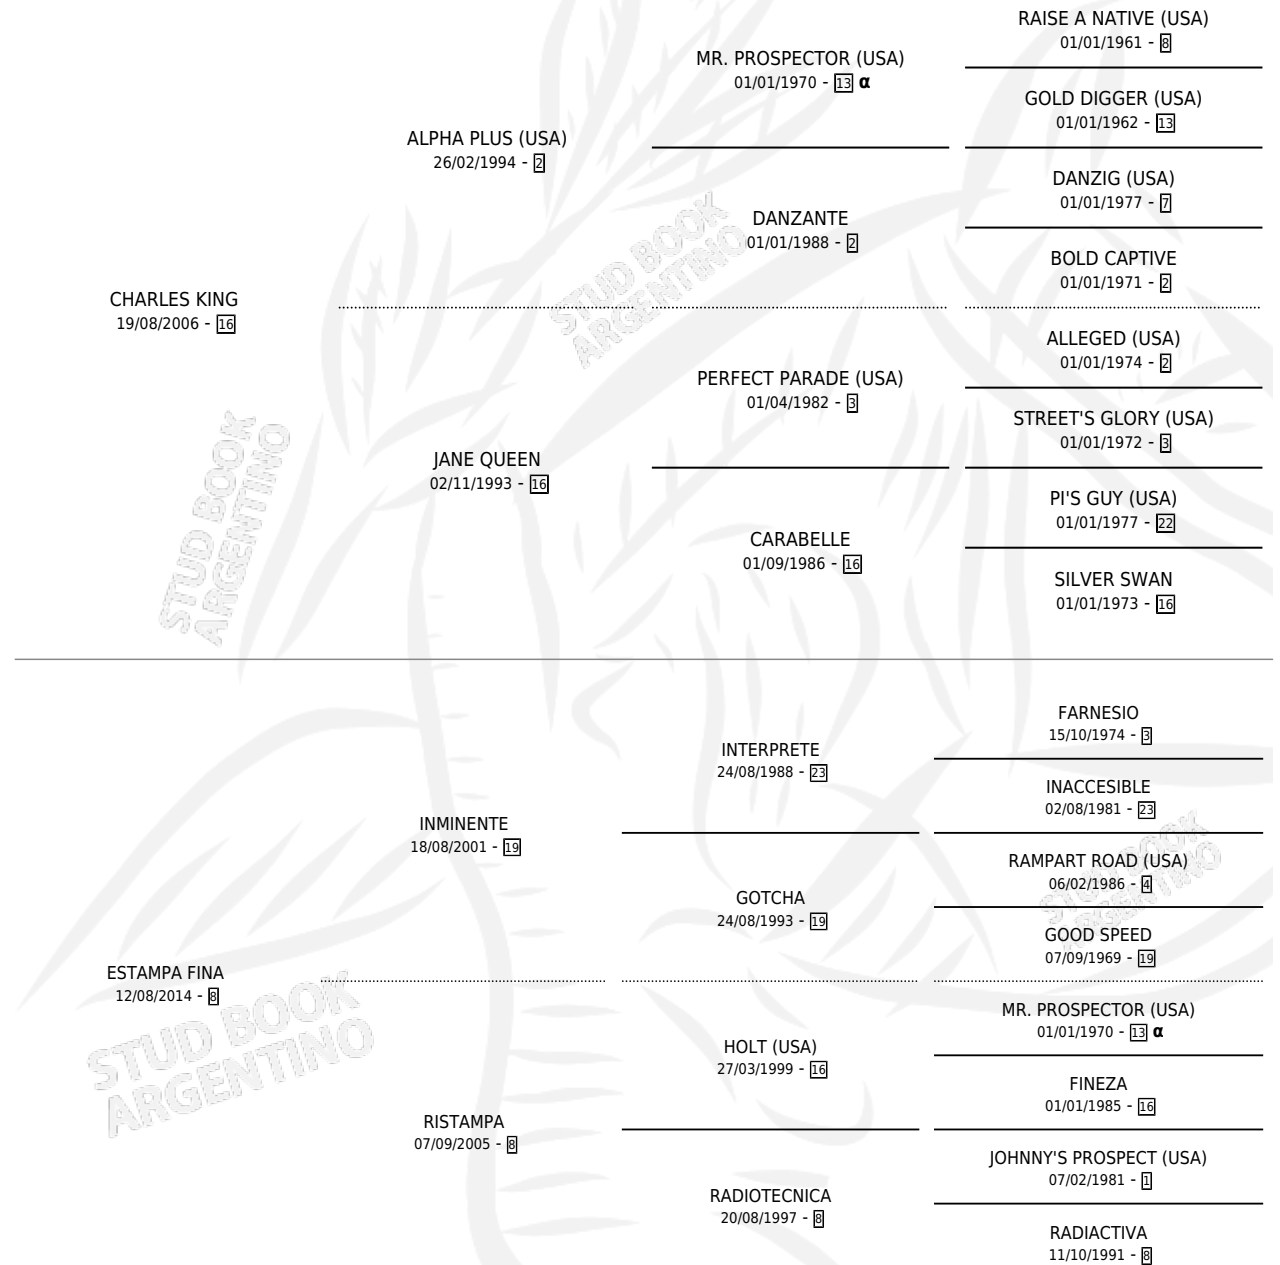 RAISE A NATIVE (USA)
01/01/1961 - 8
MR. PROSPECTOR (USA)
01/01/1970 - 13 α
GOLD DIGGER (USA)
01/01/1962 - 13
ALPHA PLUS (USA)
26/02/1994 - 2
DANZIG (USA)
01/01/1977 - 7
DANZANTE
01/01/1988 - 2
BOLD CAPTIVE
01/01/1971 - 2
CHARLES KING
19/08/2006 - 16
ALLEGED (USA)
01/01/1974 - 2
PERFECT PARADE (USA)
01/04/1982 - 3
STREET'S GLORY (USA)
01/01/1972 - 3
JANE QUEEN
02/11/1993 - 16
PI'S GUY (USA)
01/01/1977 - 22
CARABELLE
01/09/1986 - 16
SILVER SWAN
01/01/1973 - 16
FARNESIO
15/10/1974 - 3
INTERPRETE
24/08/1988 - 23
INACCESIBLE
02/08/1981 - 23
INMINENTE
18/08/2001 - 19
RAMPART ROAD (USA)
06/02/1986 - 4
GOTCHA
24/08/1993 - 19
GOOD SPEED
07/09/1969 - 19
ESTAMPA FINA
12/08/2014 - 8
MR. PROSPECTOR (USA)
01/01/1970 - 13 α
HOLT (USA)
27/03/1999 - 16
FINEZA
01/01/1985 - 16
RISTAMPA
07/09/2005 - 8
JOHNNY'S PROSPECT (USA)
07/02/1981 - 1
RADIOTECNICA
20/08/1997 - 8
RADIACTIVA
11/10/1991 - 8
STUD BOOK
ARGENTINO
STUD BOOK
ARGENTINO
STUD BOOK
ARGENTINO
STUD BOOK
ARGENTINO